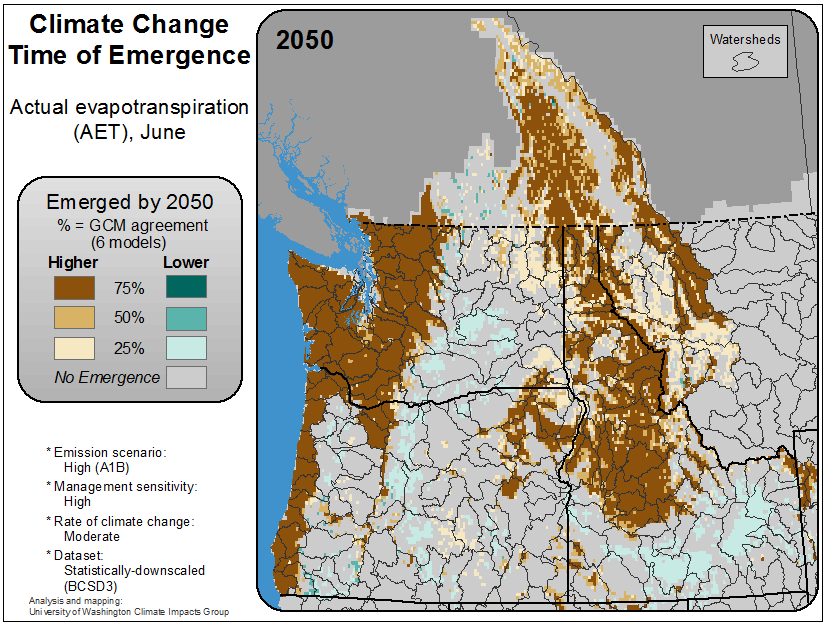 Climate Change
Time of Emergence
Actual evapotranspiration
(AET), June
Emerged by 2050
% = GCM agreement
(6 models)
Higher Lower
75%
50%
25%
No Emergence
* Emission scenario:
High (A1B)
* Management sensitivity:
High
* Rate of climate change:
Moderate
* Dataset:
Statistically-downscaled
(BCSD3)
Analysis and mapping:
University of Washington Climate Impacts Group
2050
Watersheds